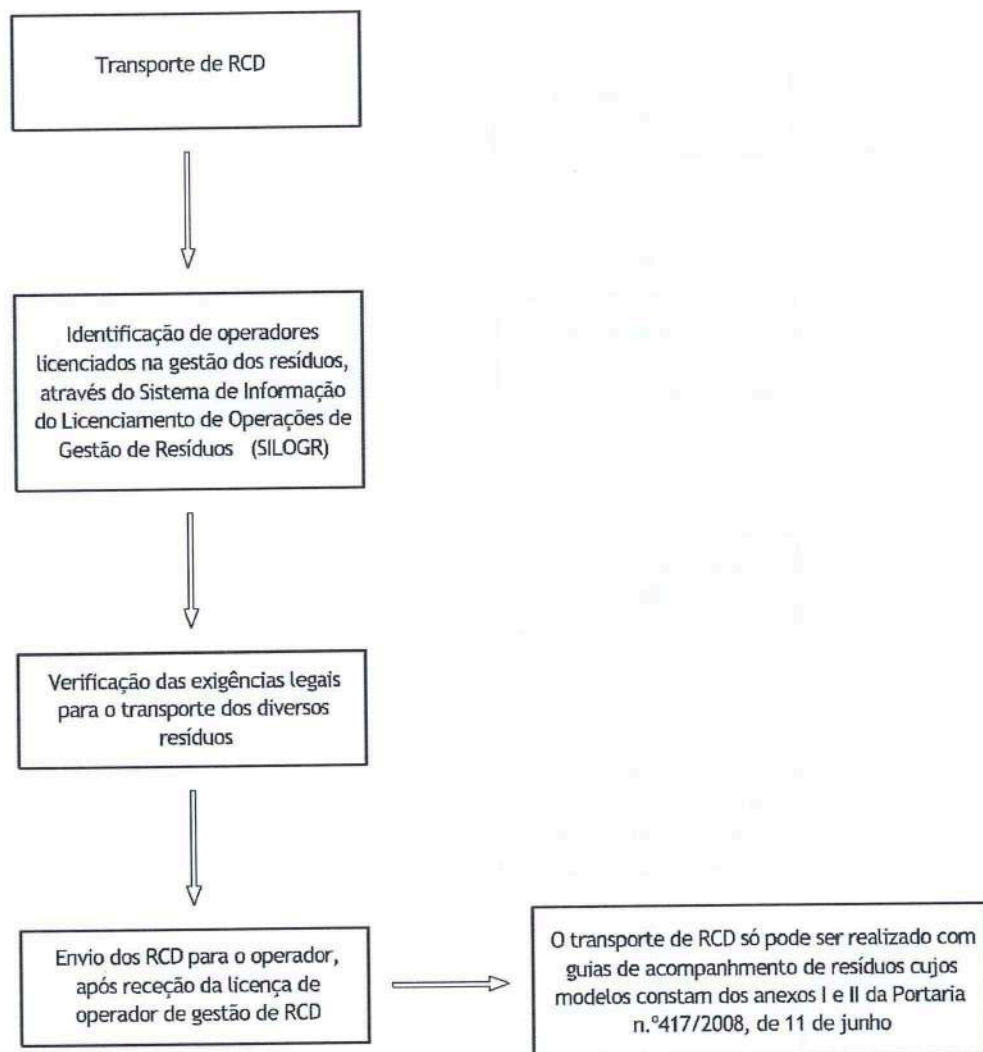 Transporte de RCD
Identificação de operadores
licenciados na gestão dos resíduos,
através do Sistema de Informação
do Licenciamento de Operações de
Gestão de Resíduos (SILOGR)
Verificação das exigências legais
para o transporte dos diversos
resíduos
Envio dos RCD para o operador,
após receção da licença de
operador de gestão de RCD
O transporte de RCD só pode ser realizado com
guias de acompanhmento de resíduos cujos
modelos constam dos anexos I e II da Portaria
n.º417/2008, de 11 de junho